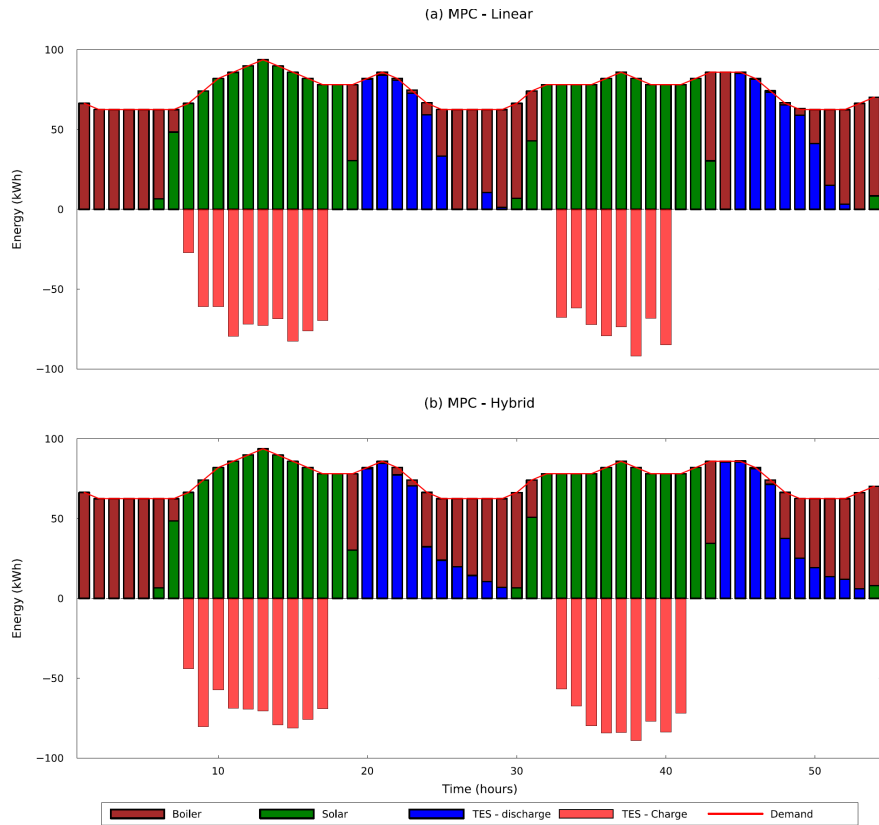 (a) MPC - Linear
100
50
0
−50
−100
Energy (kWh)
(b) MPC - Hybrid
100
50
0
−50
−100
Energy (kWh)
10 20 30 40 50
Time (hours)
Boiler Solar TES - discharge TES - Charge Demand